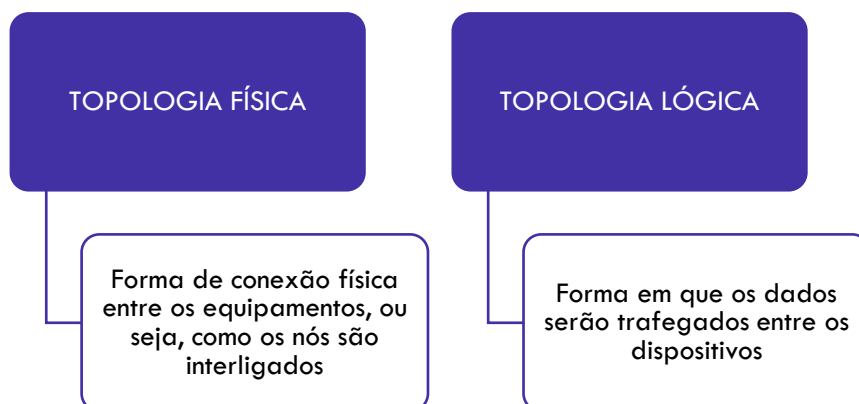 TOPOLOGIA FÍSICA
Forma de conexão física
entre os equipamentos, ou
seja, como os nós são
interligados
TOPOLOGIA LÓGICA
Forma em que os dados
serão trafegados entre os
dispositivos